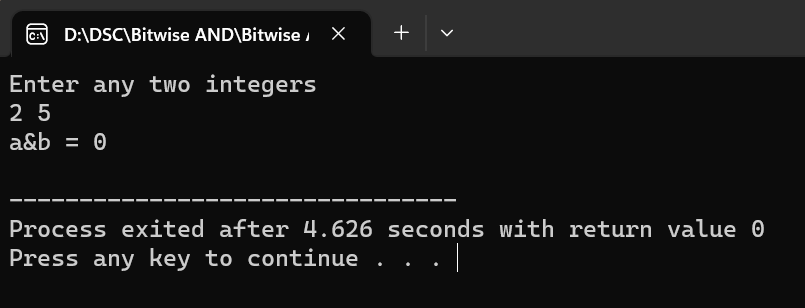 D:\DSC\Bitwise AND\Bitwise
Enter any two integers
2 5
a&b = 0
--------------------------------
Process exited after 4.626 seconds with return value 0
Press any key to continue . . .